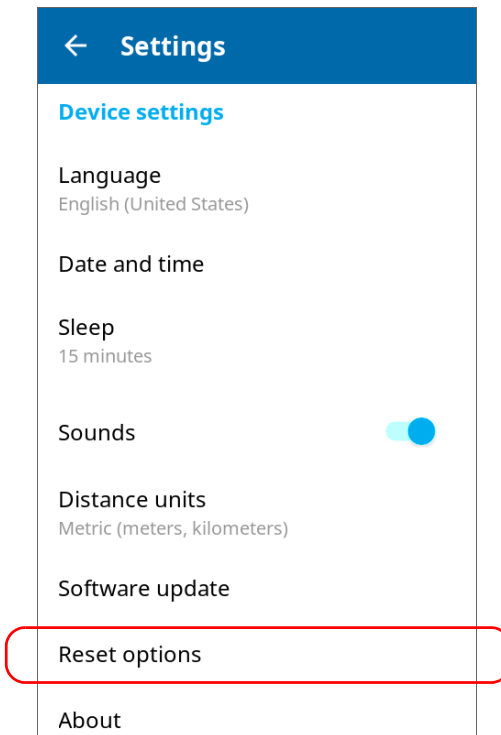 Settings
Device settings
Language
English (United States)
Date and time
Sleep
15 minutes
Sounds
Distance units
Metric (meters, kilometers)
Software update
Reset options
About